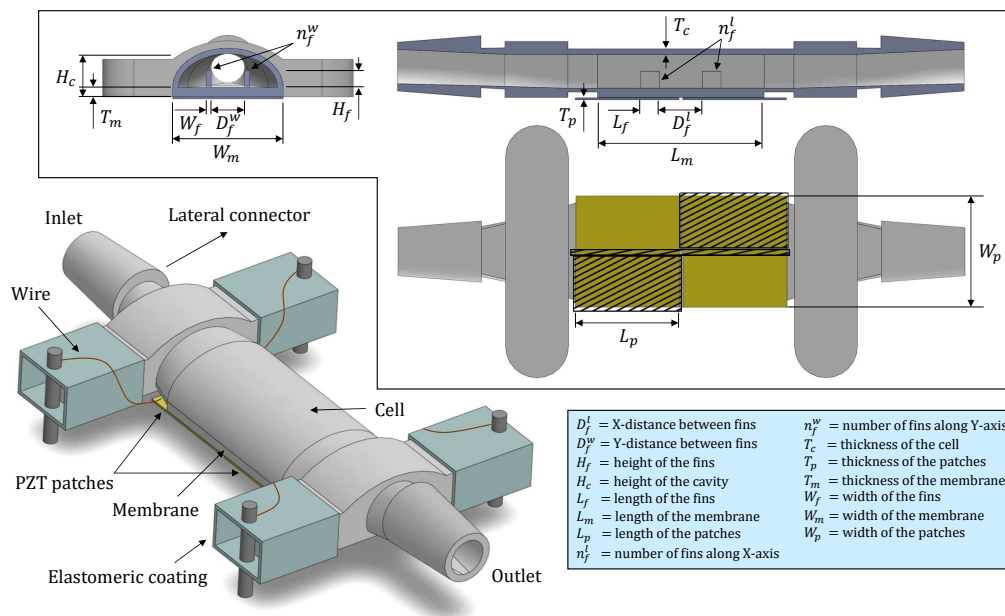 n_f^w
H_c
T_m
W_f
D_f^w
H_f
W_m
T_c
n_f^l
T_p
L_f
D_f^l
L_m
W_p
L_p
Inlet
Lateral connector
Wire
Cell
PZT patches
Membrane
Elastomeric coating
Outlet
D_f^l = X-distance between fins
D_f^w = Y-distance between fins
H_f = height of the fins
H_c = height of the cavity
L_f = length of the fins
L_m = length of the membrane
L_p = length of the patches
n_f^l = number of fins along X-axis
n_f^w = number of fins along Y-axis
T_c = thickness of the cell
T_p = thickness of the patches
T_m = thickness of the membrane
W_f = width of the fins
W_m = width of the membrane
W_p = width of the patches